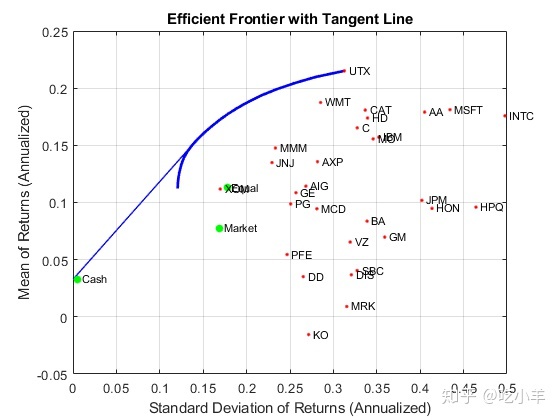 Efficient Frontier with Tangent Line
0.25
0.2
0.15
0.1
0.05
0
-0.05
Mean of Returns (Annualized)
UTX
WMT
CAT
HD
AA
MSFT
INTC
C
IBM
MO
MMM
JNJ
AXP
XOM
Equal
AIG
GE
PG
MCD
JPM
HON
HPQ
BA
Market
VZ
GM
PFE
SBC
DIS
DD
Cash
MRK
KO
0 0.05 0.1 0.15 0.2 0.25 0.3 0.35 0.4 0.45 0.5
Standard Deviation of Returns (Annualized)
知乎 @吃小羊